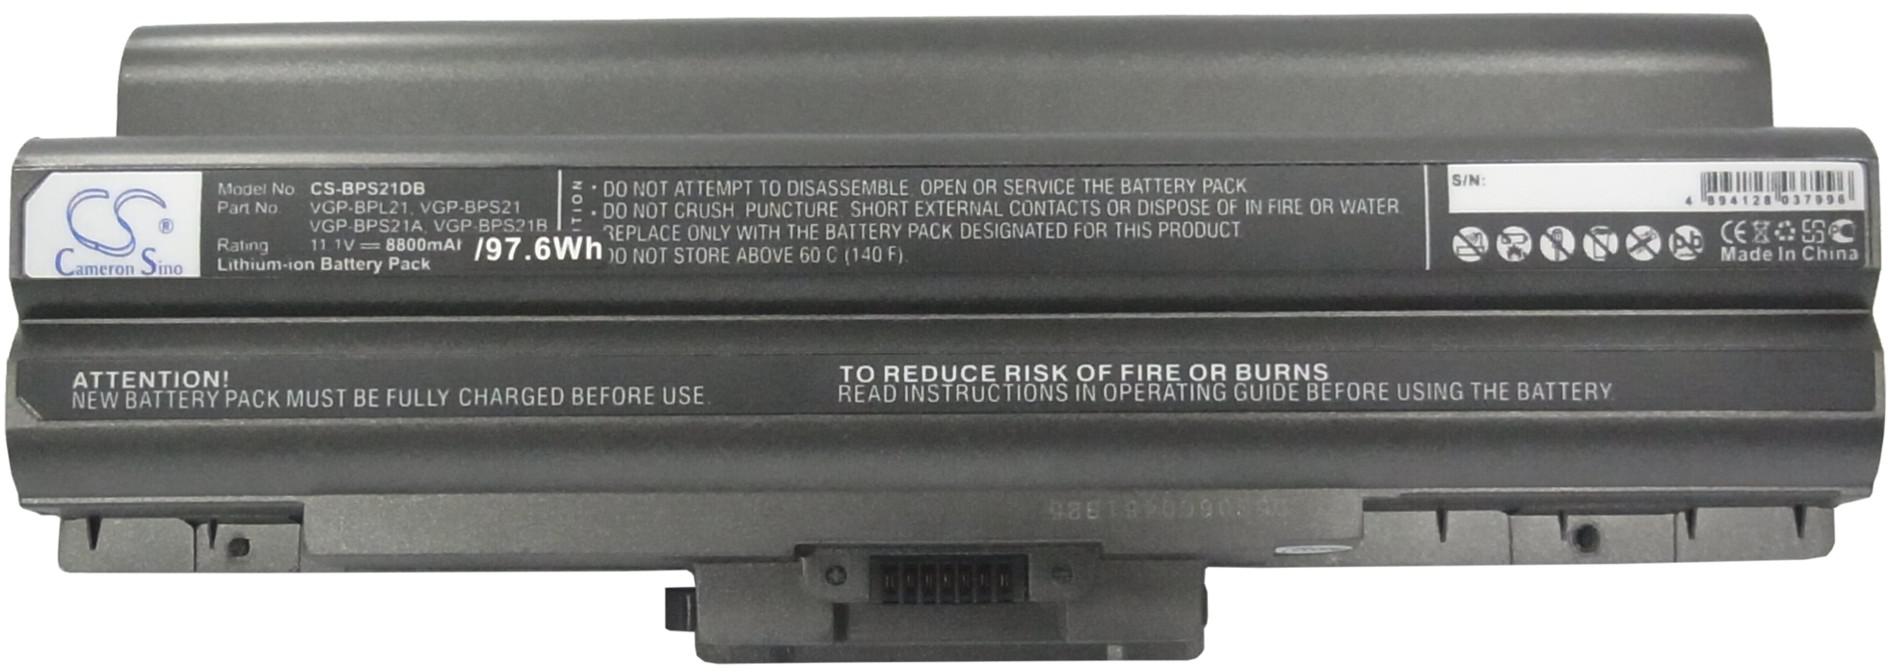 CS ®
Cameron Sino
Model No. CS-BPS21DB
Part No. VGP-BPL21, VGP-BPS21
VGP-BPS21A, VGP-BPS21B
Rating 11.1V 8800mAh /97.6Wh
Lithium-ion Battery Pack
• DO NOT ATTEMPT TO DISASSEMBLE, OPEN OR SERVICE THE BATTERY PACK
• DO NOT CRUSH, PUNCTURE, SHORT EXTERNAL CONTACTS OR DISPOSE OF IN FIRE OR WATER.
REPLACE ONLY WITH THE BATTERY PACK DESIGNATED FOR THIS PRODUCT
DO NOT STORE ABOVE 60 C (140 F).
S/N:
4 894128 037996
CE
Made In China
ATTENTION!
NEW BATTERY PACK MUST BE FULLY CHARGED BEFORE USE.
TO REDUCE RISK OF FIRE OR BURNS
READ INSTRUCTIONS IN OPERATING GUIDE BEFORE USING THE BATTERY.